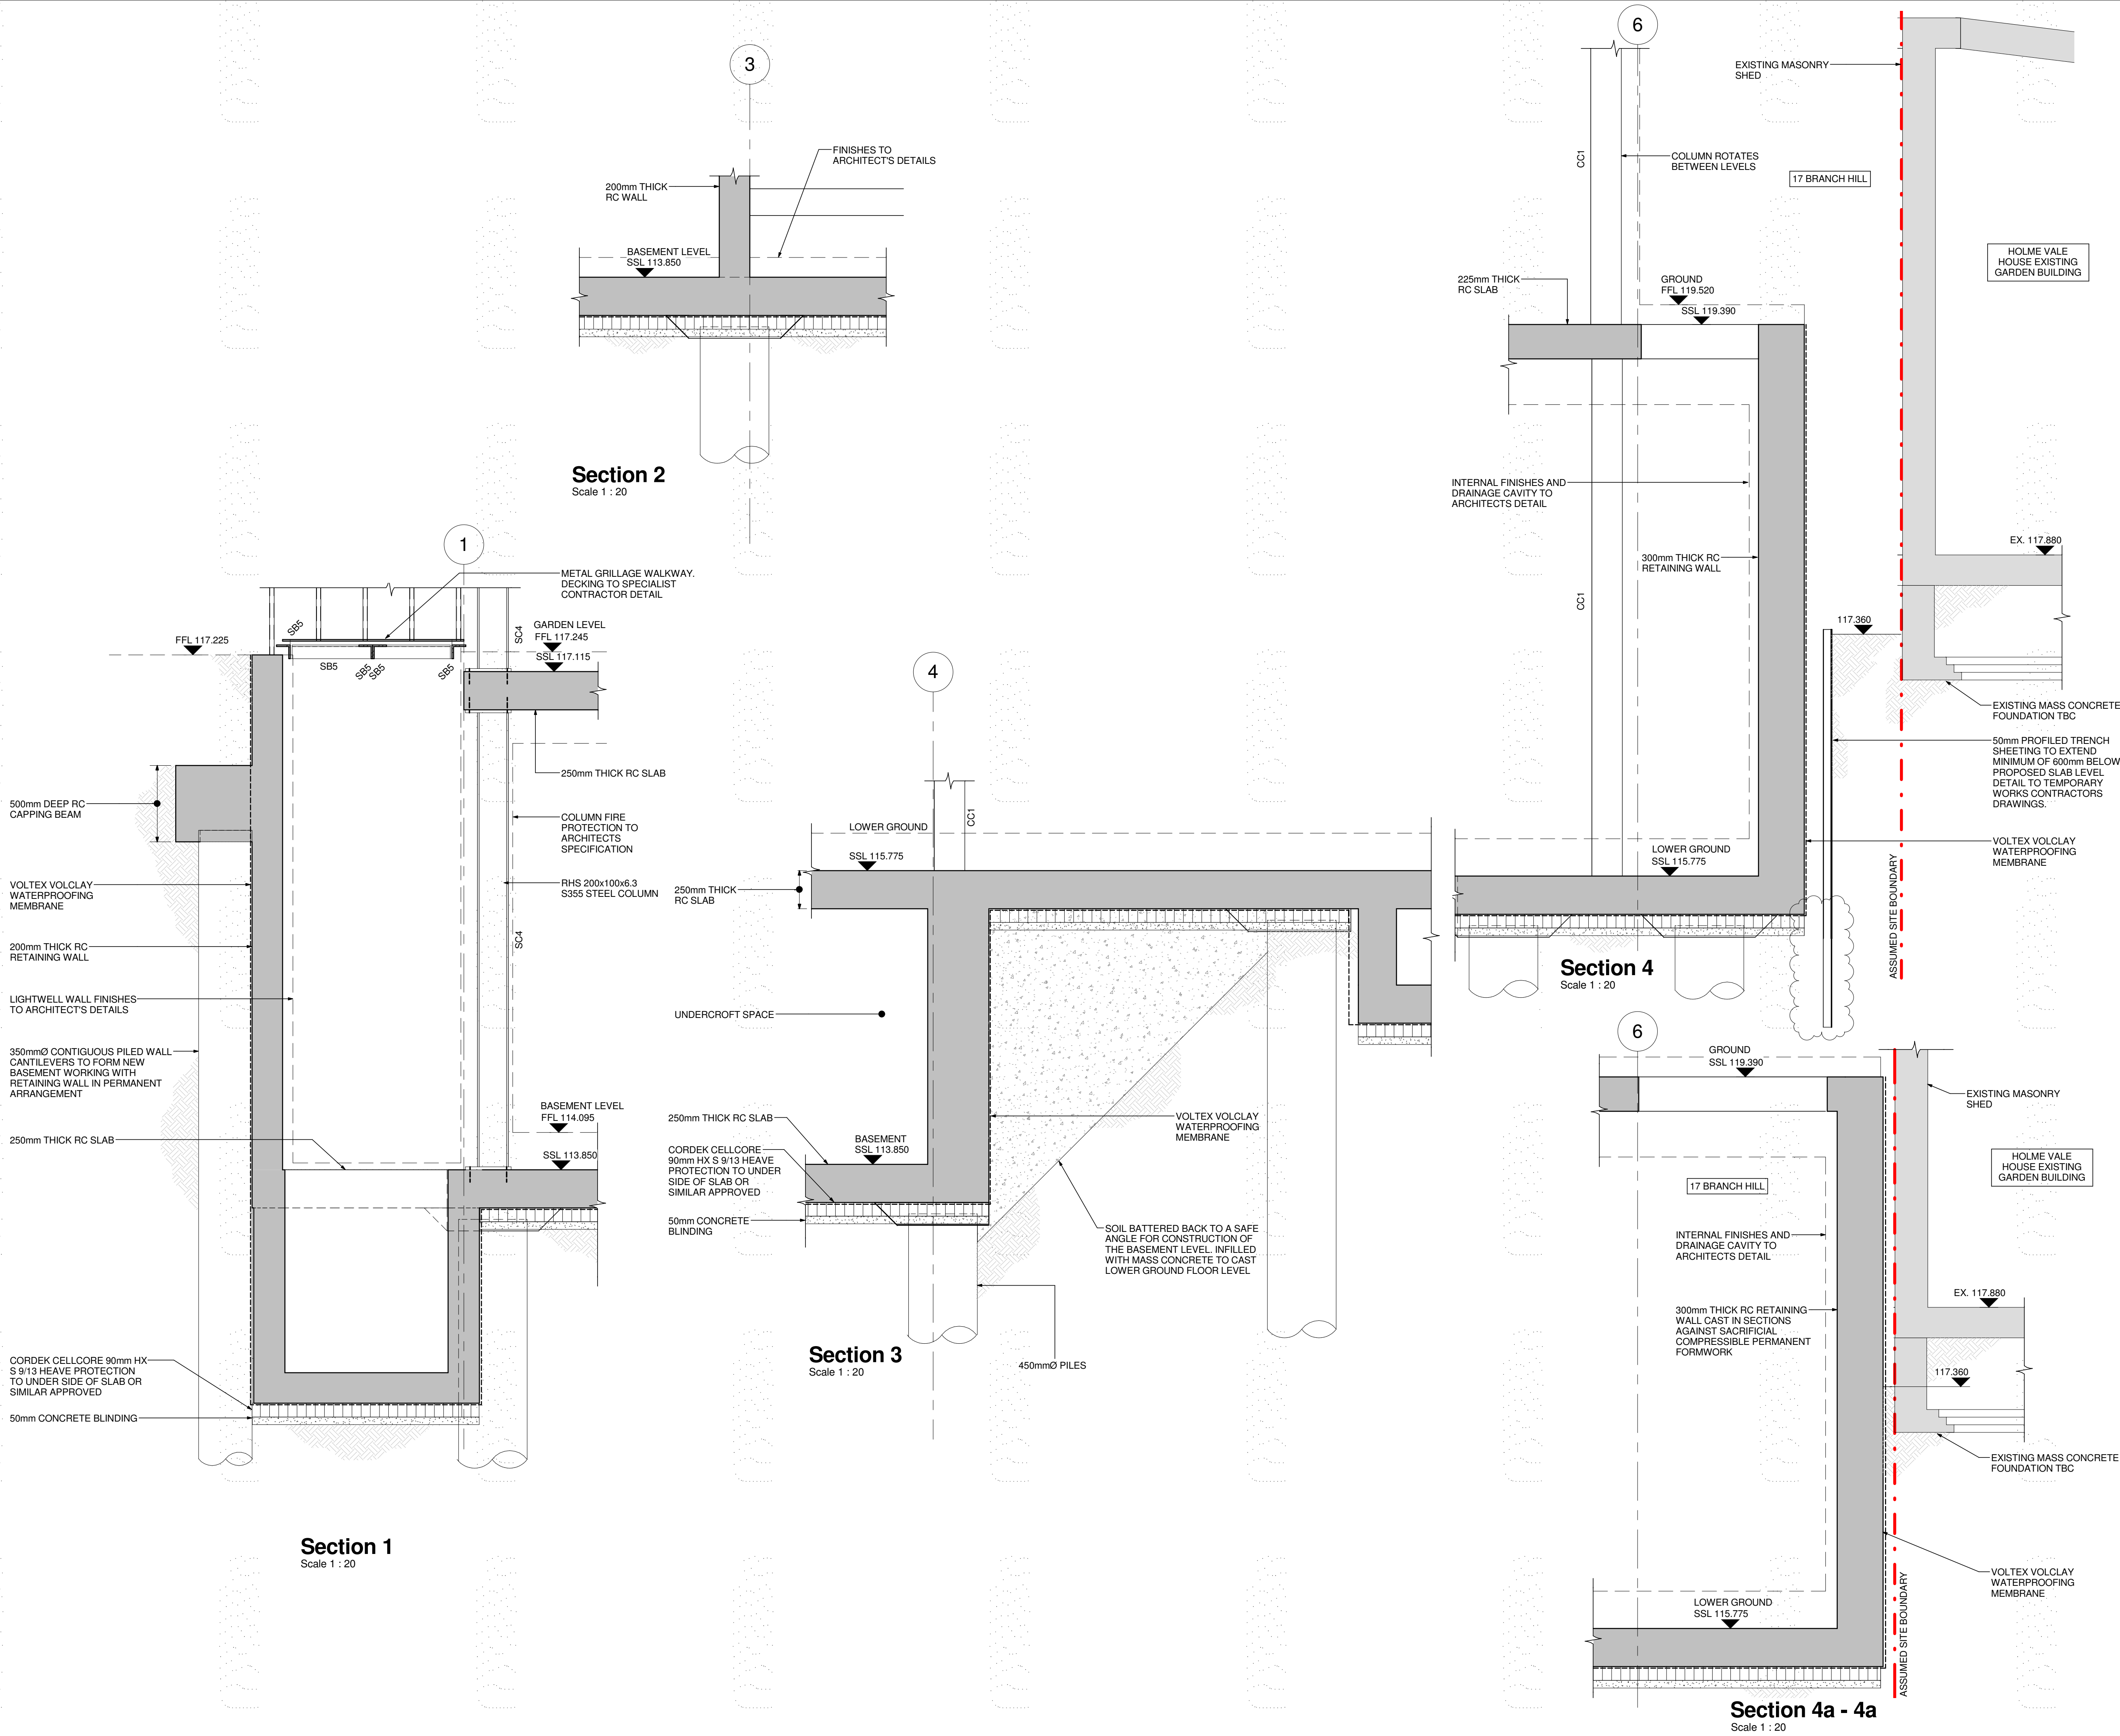 3
FINISHES TO
ARCHITECT'S DETAILS
200mm THICK
RC WALL
BASEMENT LEVEL
SSL 113.850
Section 2
Scale 1 : 20
1
METAL GRILLAGE WALKWAY.
DECKING TO SPECIALIST
CONTRACTOR DETAIL
SB5
SB5
SB5
SB5
SB5
SC4
FFL 117.225
GARDEN LEVEL
FFL 117.245
SSL 117.115
250mm THICK RC SLAB
500mm DEEP RC
CAPPING BEAM
COLUMN FIRE
PROTECTION TO
ARCHITECTS
SPECIFICATION
VOLTEX VOLCLAY
WATERPROOFING
MEMBRANE
RHS 200x100x6.3
S355 STEEL COLUMN
200mm THICK RC
RETAINING WALL
SC4
LIGHTWELL WALL FINISHES
TO ARCHITECT'S DETAILS
350mmØ CONTIGUOUS PILED WALL
CANTILEVERS TO FORM NEW
BASEMENT WORKING WITH
RETAINING WALL IN PERMANENT
ARRANGEMENT
BASEMENT LEVEL
FFL 114.095
250mm THICK RC SLAB
SSL 113.850
CORDEK CELLCORE 90mm HX
S 9/13 HEAVE PROTECTION
TO UNDER SIDE OF SLAB OR
SIMILAR APPROVED
50mm CONCRETE BLINDING
Section 1
Scale 1 : 20
4
CC1
LOWER GROUND
SSL 115.775
250mm THICK
RC SLAB
UNDERCROFT SPACE
250mm THICK RC SLAB
BASEMENT
SSL 113.850
VOLTEX VOLCLAY
WATERPROOFING
MEMBRANE
CORDEK CELLCORE
90mm HX S 9/13 HEAVE
PROTECTION TO UNDER
SIDE OF SLAB OR
SIMILAR APPROVED
50mm CONCRETE
BLINDING
SOIL BATTERED BACK TO A SAFE
ANGLE FOR CONSTRUCTION OF
THE BASEMENT LEVEL. INFILLED
WITH MASS CONCRETE TO CAST
LOWER GROUND FLOOR LEVEL
450mmØ PILES
Section 3
Scale 1 : 20
6
EXISTING MASONRY
SHED
CC1
COLUMN ROTATES
BETWEEN LEVELS
17 BRANCH HILL
HOLME VALE
HOUSE EXISTING
GARDEN BUILDING
225mm THICK
RC SLAB
GROUND
FFL 119.520
SSL 119.390
INTERNAL FINISHES AND
DRAINAGE CAVITY TO
ARCHITECTS DETAIL
EX. 117.880
300mm THICK RC
RETAINING WALL
CC1
117.360
EXISTING MASS CONCRETE
FOUNDATION TBC
50mm PROFILED TRENCH
SHEETING TO EXTEND
MINIMUM OF 600mm BELOW
PROPOSED SLAB LEVEL
DETAIL TO TEMPORARY
WORKS CONTRACTORS
DRAWINGS.
VOLTEX VOLCLAY
WATERPROOFING
MEMBRANE
LOWER GROUND
SSL 115.775
ASSUMED SITE BOUNDARY
Section 4
Scale 1 : 20
6
GROUND
SSL 119.390
EXISTING MASONRY
SHED
HOLME VALE
HOUSE EXISTING
GARDEN BUILDING
17 BRANCH HILL
INTERNAL FINISHES AND
DRAINAGE CAVITY TO
ARCHITECTS DETAIL
EX. 117.880
300mm THICK RC RETAINING
WALL CAST IN SECTIONS
AGAINST SACRIFICIAL
COMPRESSIBLE PERMANENT
FORMWORK
117.360
EXISTING MASS CONCRETE
FOUNDATION TBC
VOLTEX VOLCLAY
WATERPROOFING
MEMBRANE
LOWER GROUND
SSL 115.775
ASSUMED SITE BOUNDARY
Section 4a - 4a
Scale 1 : 20